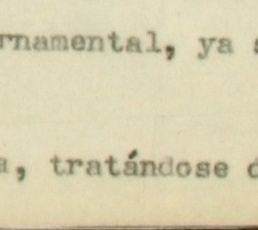 rnamental, ya s
a, tratándose d